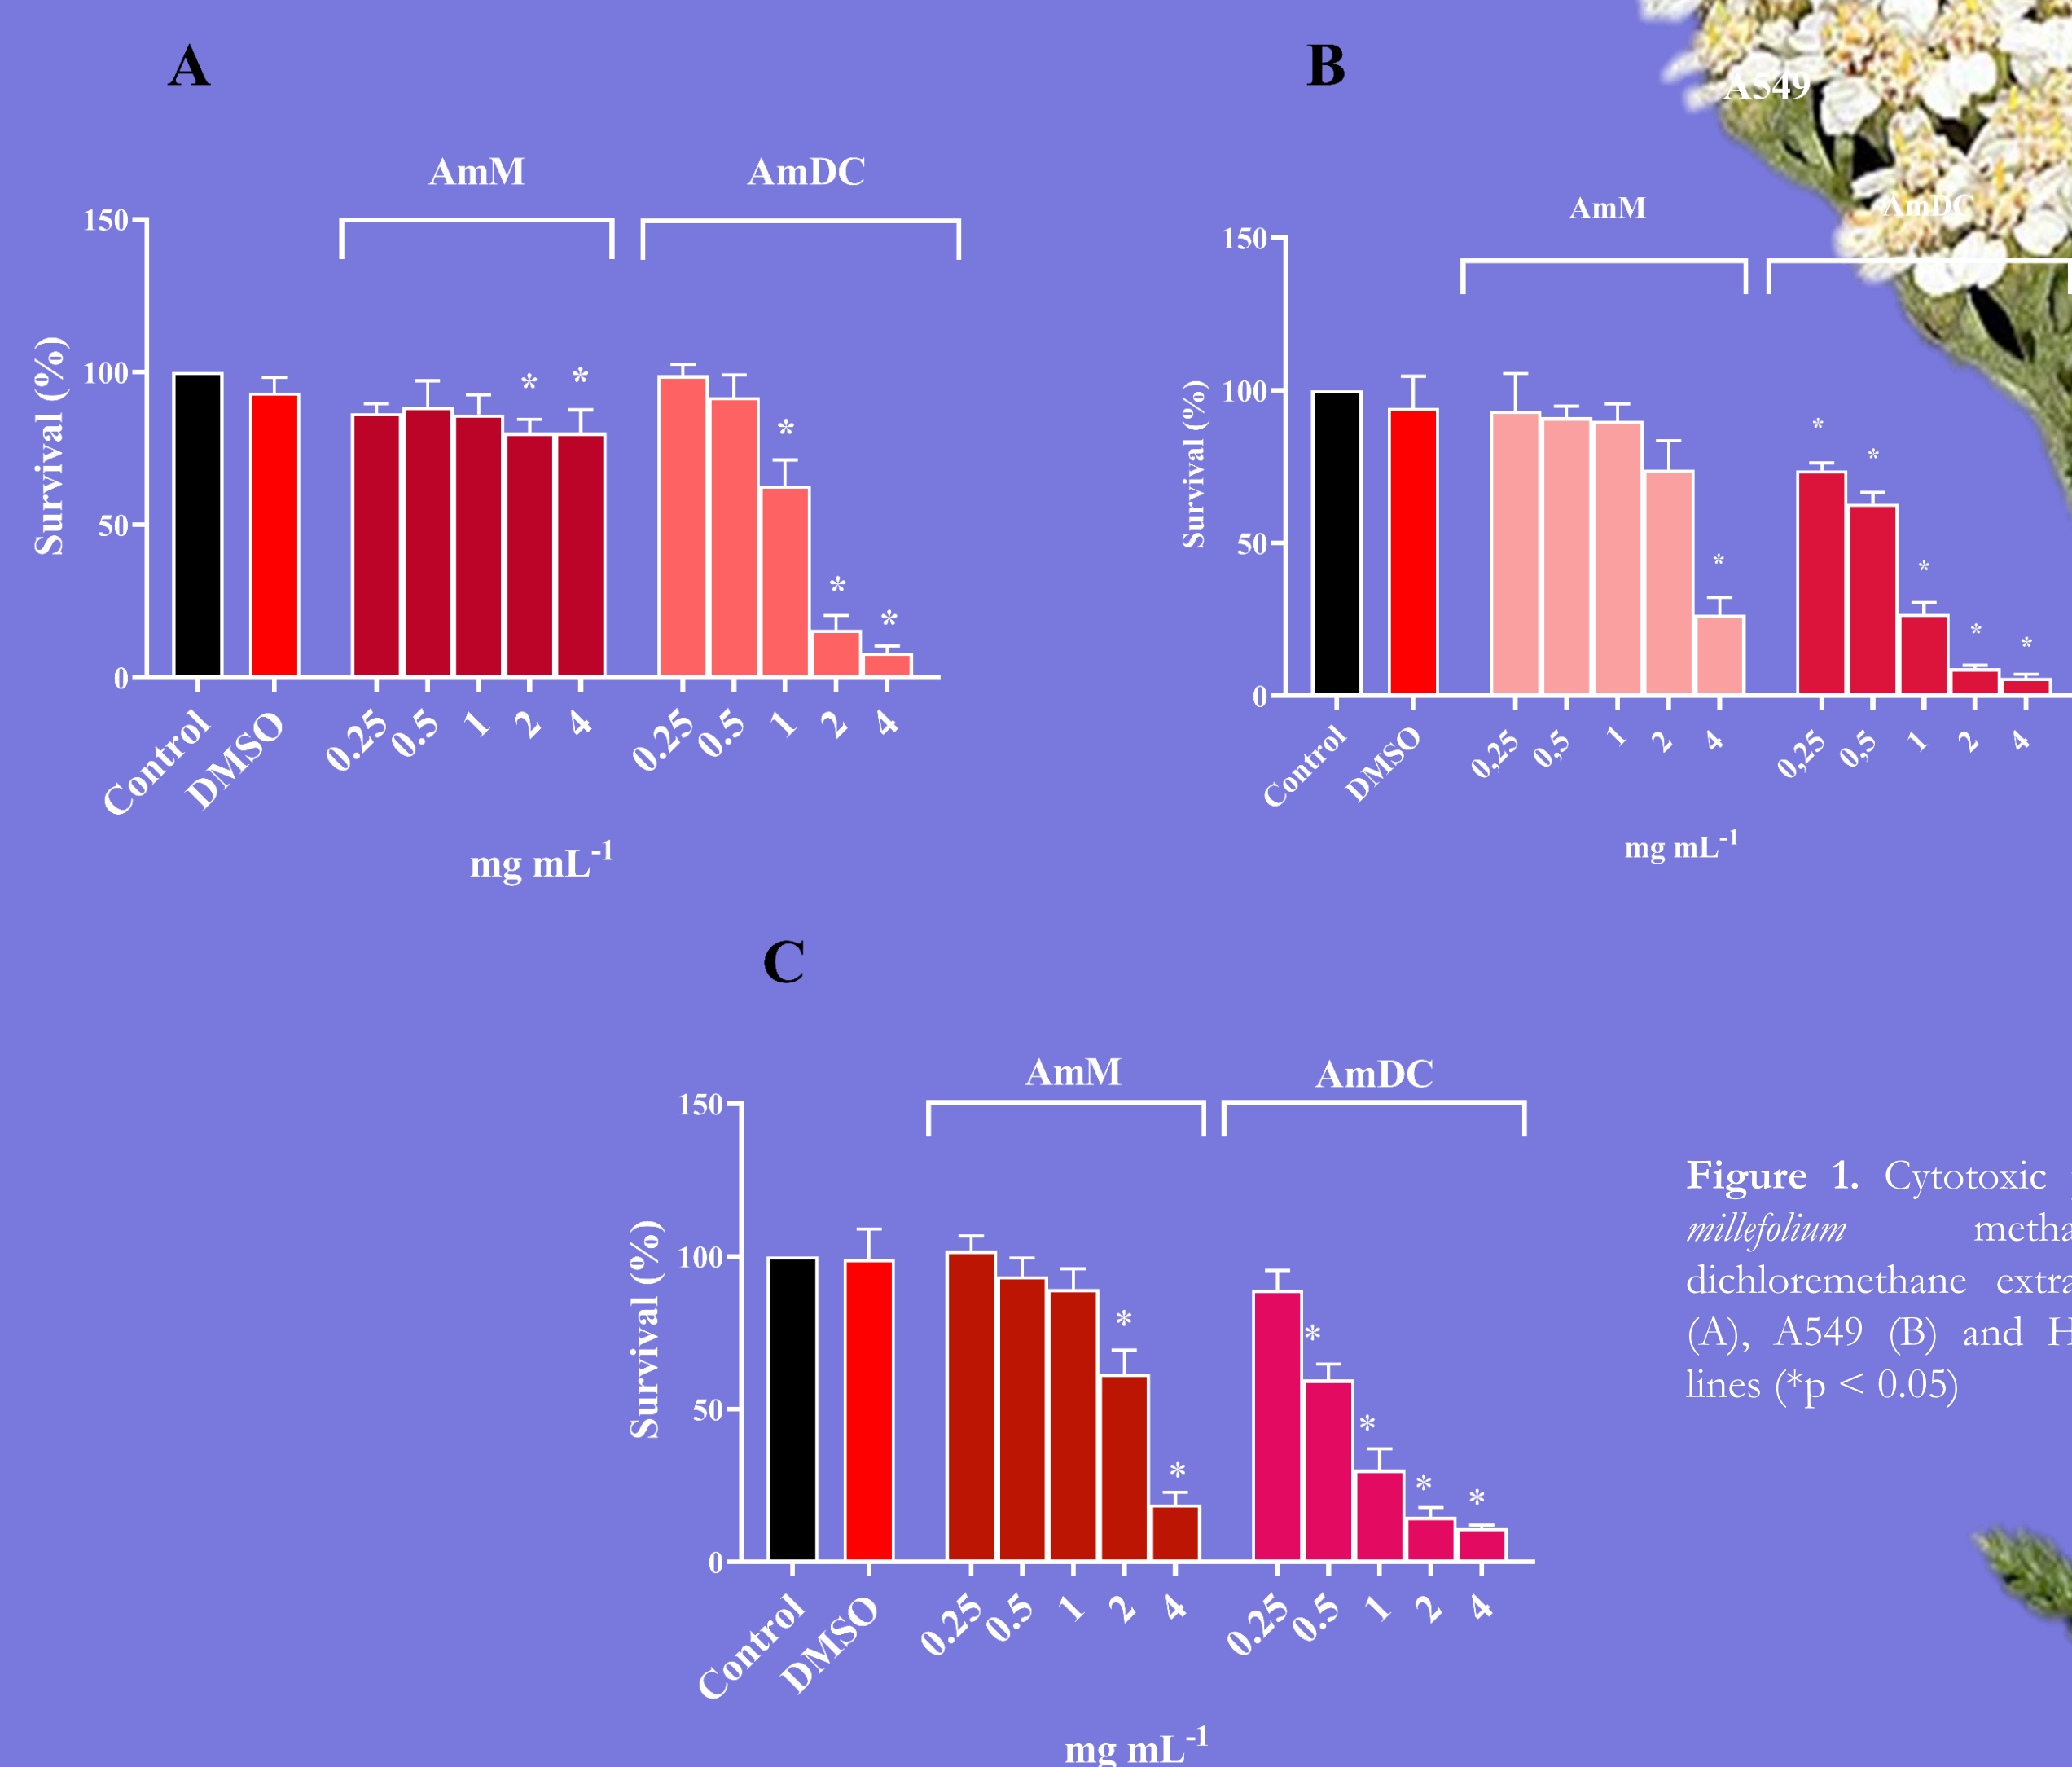 A
AmM AmDC
150
100
50
0
Survival (%)
* * * * *
Control DMSO 0.25 0.5 1 2 4 0.25 0.5 1 2 4
mg mL-1
B
A549
AmM AmDC
150
100
50
0
Survival (%)
* * * * * *
Control DMSO 0,25 0,5 1 2 4 0,25 0,5 1 2 4
mg mL-1
C
AmM AmDC
150
100
50
0
Survival (%)
* * * * * *
Control DMSO 0.25 0.5 1 2 4 0.25 0.5 1 2 4
mg mL-1
Figure 1. Cytotoxic
millefolium
dichloremethane
(A), A549 (B) and
lines (*p < 0.05)